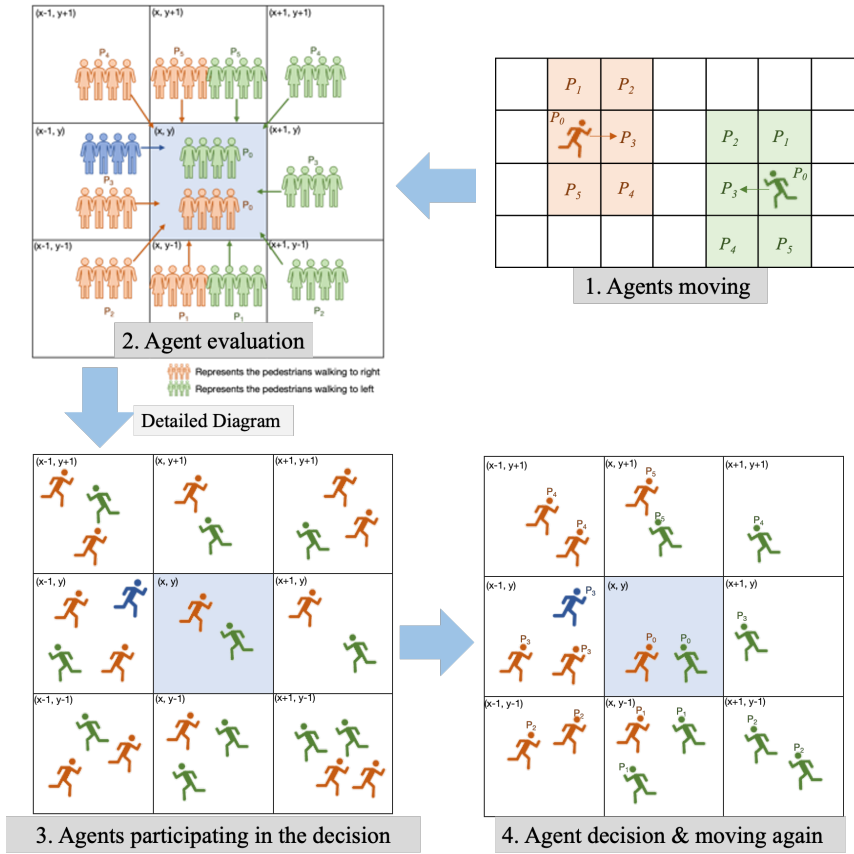 (x-1, y+1) (x, y+1) (x+1, y+1)
P4 P5 P5 P4
(x-1, y) (x, y) (x+1, y)
P0
P3 P3
P0
(x-1, y-1) (x, y-1) (x+1, y-1)
P2 P1 P1 P2
2. Agent evaluation
Represents the pedestrians walking to right
Represents the pedestrians walking to left
P1 P2
P0 P3 P2 P1
P5 P4 P3 P0
P4 P5
1. Agents moving
Detailed Diagram
(x-1, y+1) (x, y+1) (x+1, y+1)
(x-1, y) (x, y) (x+1, y)
(x-1, y-1) (x, y-1) (x+1, y-1)
3. Agents participating in the decision
(x-1, y+1) (x, y+1) (x+1, y+1)
P5
P4
P4 P5 P4
(x-1, y) (x, y) (x+1, y)
P3
P3
P3 P3 P0 P0
(x-1, y-1) (x, y-1) (x+1, y-1)
P2 P2 P1 P1 P2
P1 P2
4. Agent decision & moving again